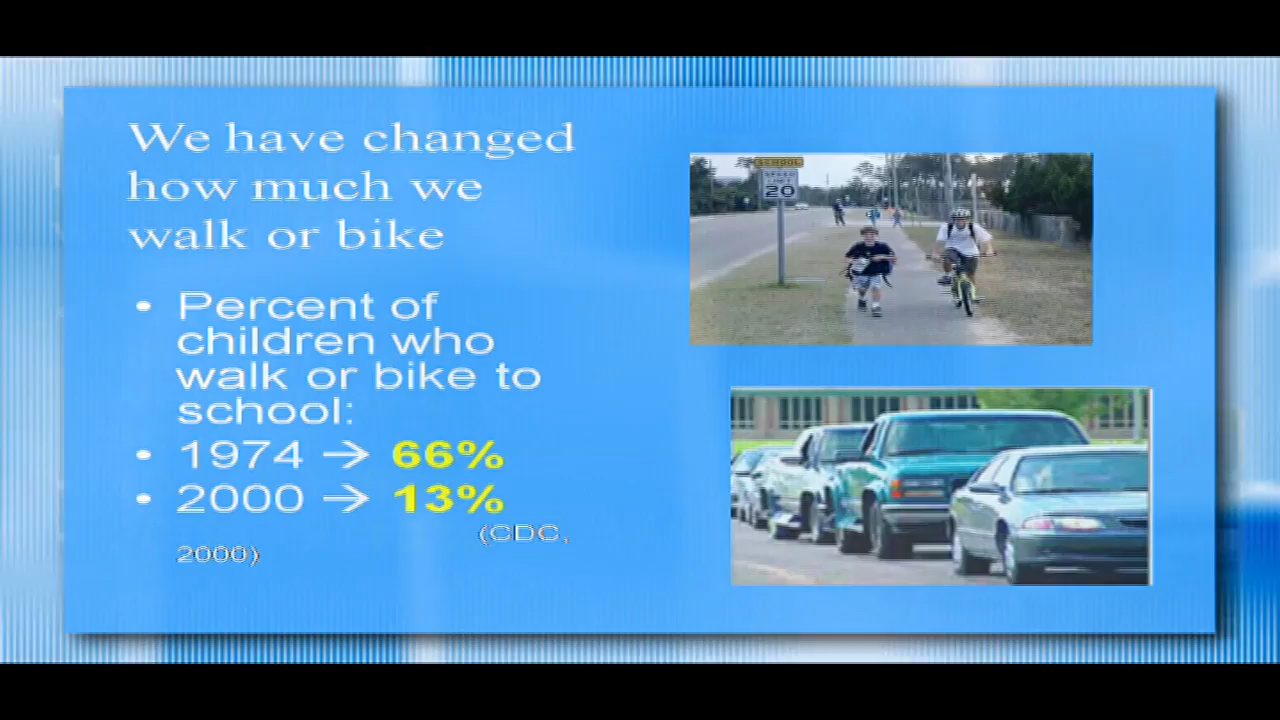 We have changed
how much we
walk or bike
• Percent of
children who
walk or bike to
school:
• 1974 → 66%
• 2000 → 13%
(CDC,
2000)
SCHOOL
SPEED
LIMIT
20